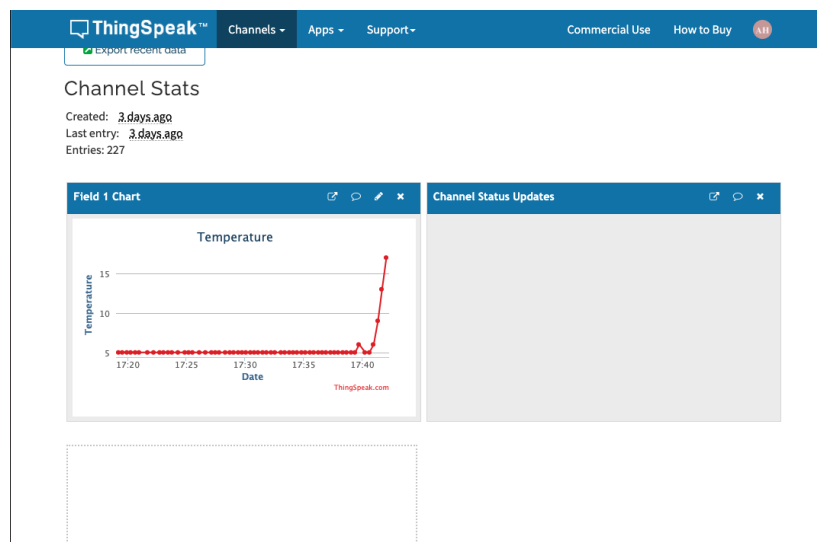 ThingSpeak™ Channels Apps Support Commercial Use How to Buy AH
Export recent data
Channel Stats
Created: 3 days ago
Last entry: 3 days ago
Entries: 227
Field 1 Chart
Temperature
Temperature
15
10
5
17:20 17:25 17:30 17:35 17:40
Date
ThingSpeak.com
Channel Status Updates